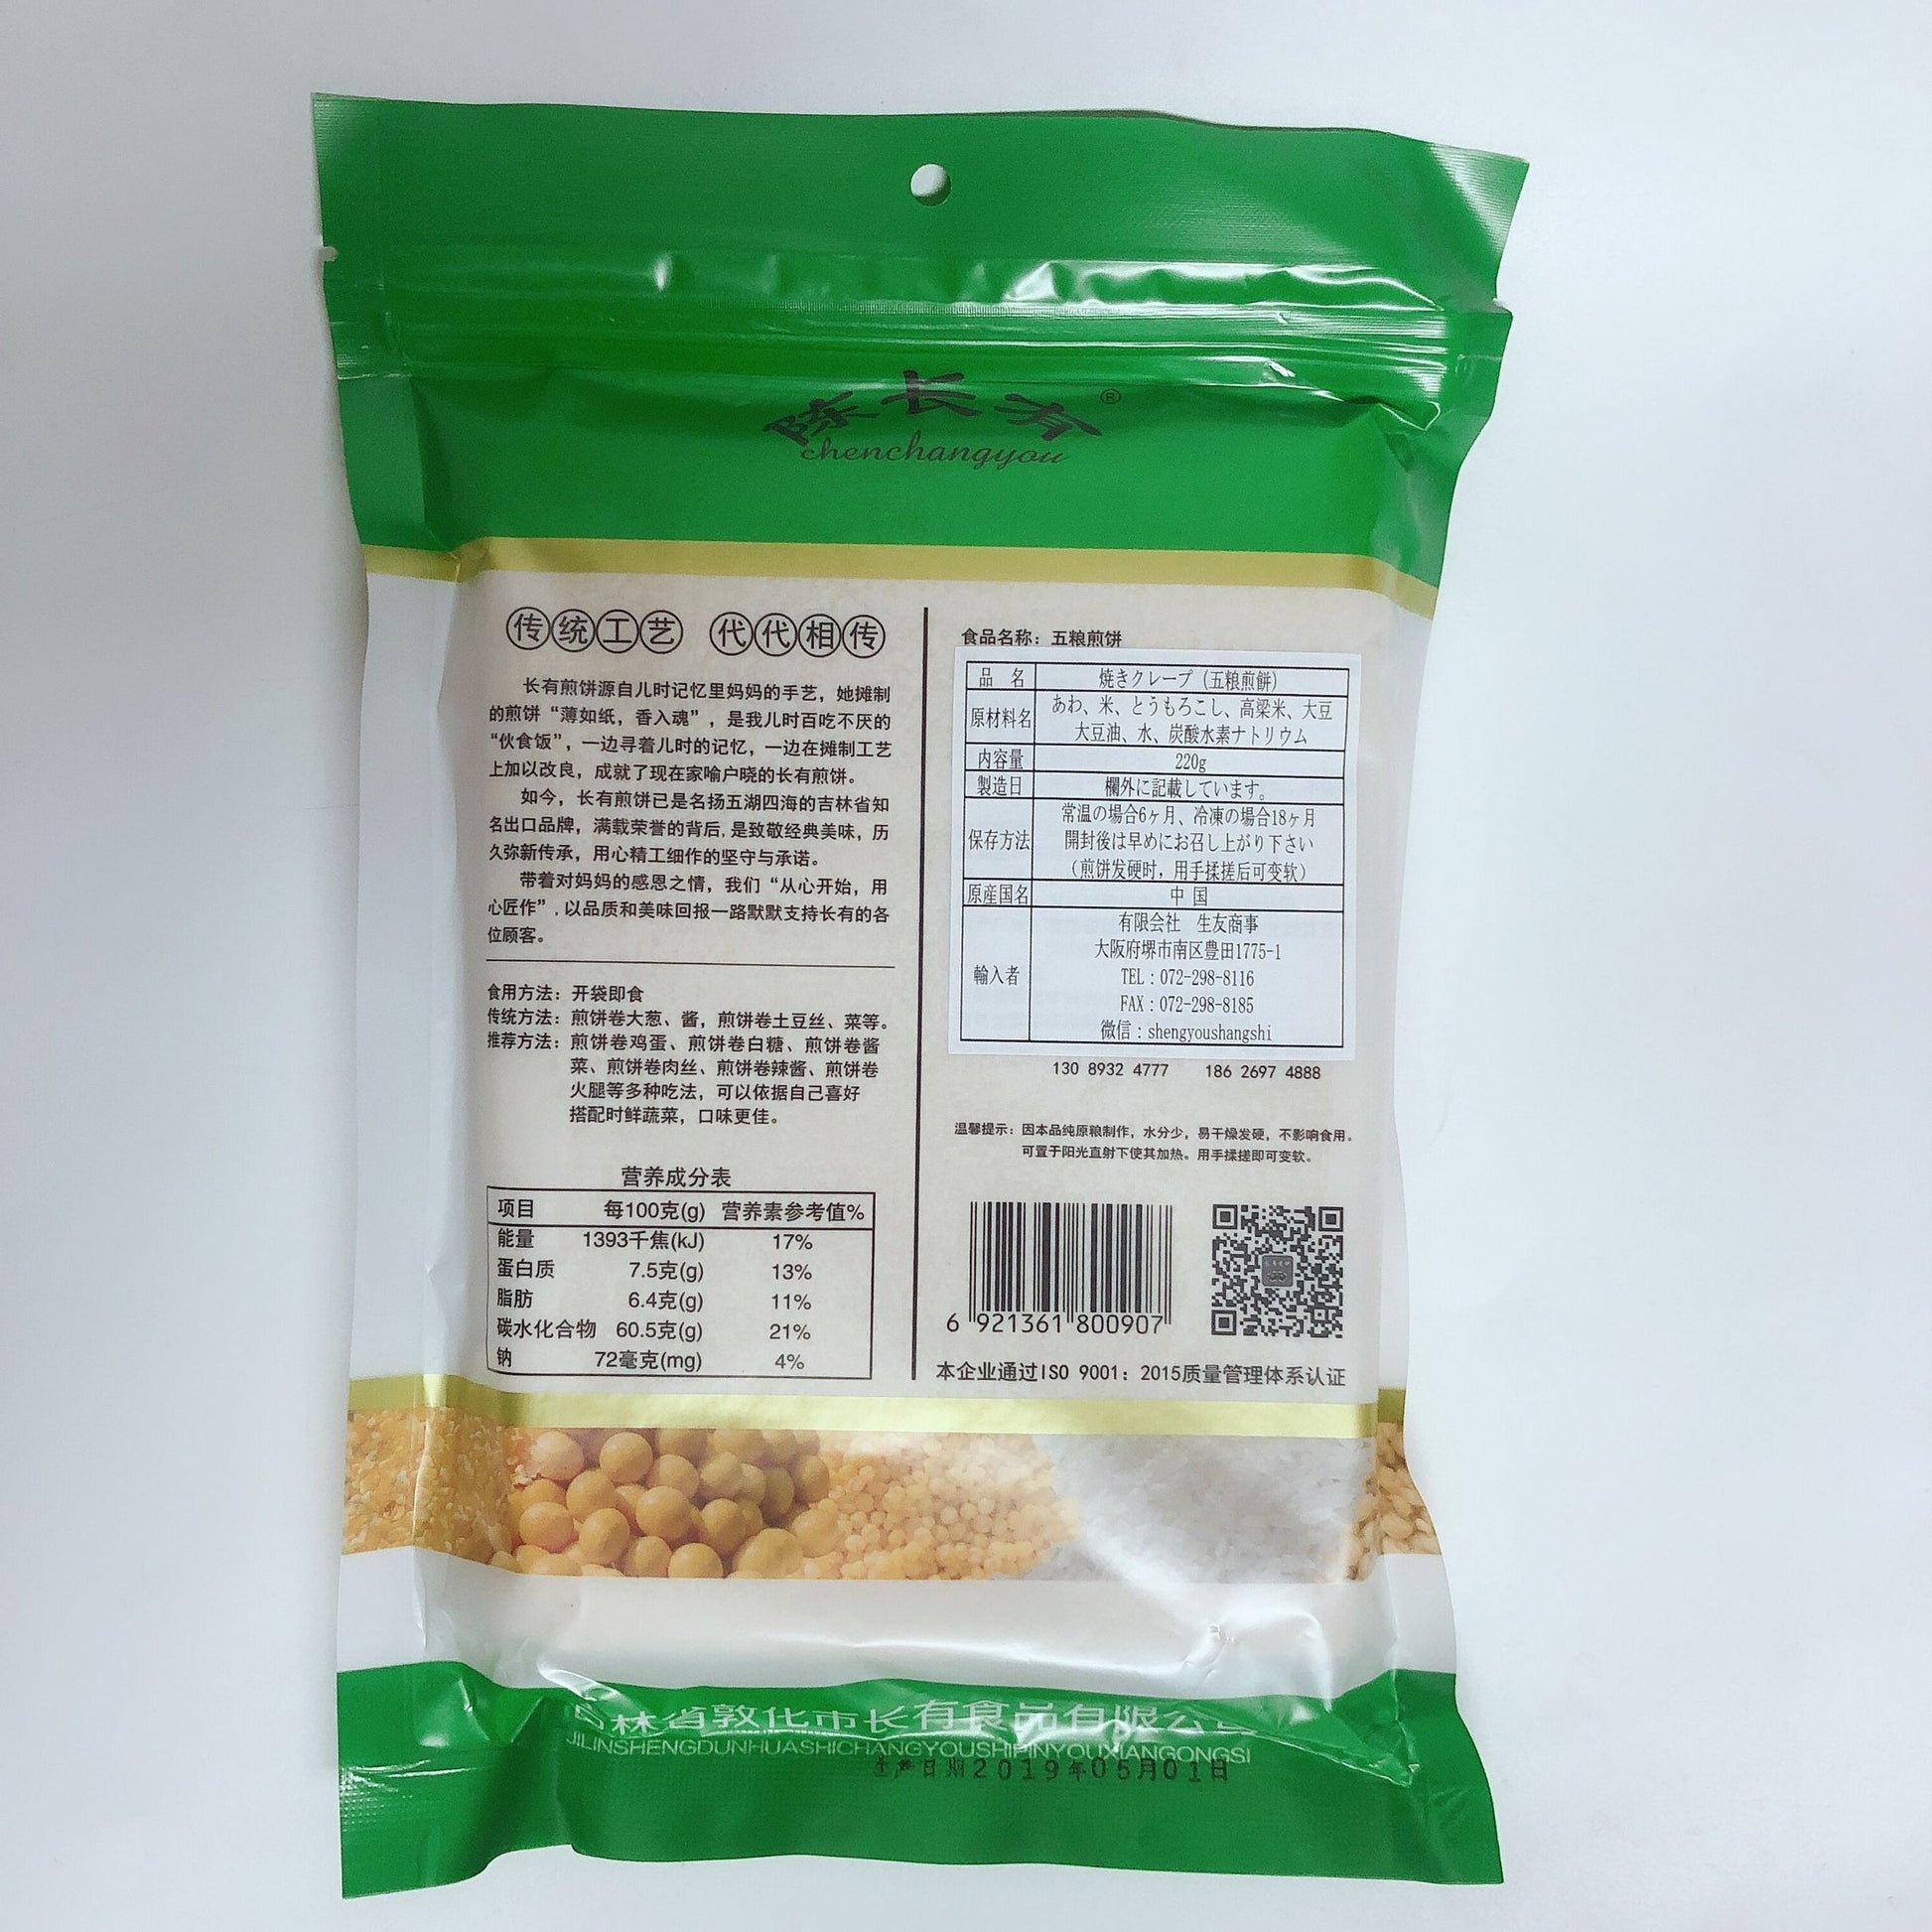 陈长有®
chenchangyou
传统工艺 代代相传
长有煎饼源自儿时记忆里妈妈的手艺，她摊制
的煎饼“薄如纸，香入魂”，是我儿时百吃不厌的
“伙食饭”，一边寻着儿时的记忆，一边在摊制工艺
上加以改良，成就了现在家喻户晓的长有煎饼。
如今，长有煎饼已是名扬五湖四海的吉林省知
名出口品牌，满载荣誉的背后，是致敬经典美味，历
久弥新传承，用心精工细作的坚守与承诺。
带着对妈妈的感恩之情，我们“从心开始，用
心匠作”，以品质和美味回报一路默默支持长有的各
位顾客。
食用方法：开袋即食
传统方法：煎饼卷大葱、酱，煎饼卷土豆丝、菜等。
推荐方法：煎饼卷鸡蛋、煎饼卷白糖、煎饼卷酱
菜、煎饼卷肉丝、煎饼卷辣酱、煎饼卷
火腿等多种吃法，可以依据自己喜好
搭配时鲜蔬菜，口味更佳。
营养成分表
项目 每100克(g) 营养素参考值%
能量 1393千焦(kJ) 17%
蛋白质 7.5克(g) 13%
脂肪 6.4克(g) 11%
碳水化合物 60.5克(g) 21%
钠 72毫克(mg) 4%
食品名称：五粮煎饼
品 名 焼きクレープ（五粮煎餅）
原材料名 あわ、米、とうもろこし、高梁米、大豆
大豆油、水、炭酸水素ナトリウム
内容量 220g
製造日 欄外に記載しています。
保存方法 常温の場合6ヶ月、冷凍の場合18ヶ月
開封後は早めにお召し上がり下さい
（煎饼发硬时，用手揉搓后可变软）
原産国名 中 国
輸入者 有限会社 生友商事
大阪府堺市南区豊田1775-1
TEL：072-298-8116
FAX：072-298-8185
微信：shengyoushangshi
130 8932 4777 186 2697 4888
温馨提示：因本品纯原粮制作，水分少，易干燥发硬，不影响食用。
可置于阳光直射下使其加热。用手揉搓即可变软。
6 921361 800907
本企业通过ISO 9001：2015质量管理体系认证
吉林省敦化市长有食品有限公司
JILINSHENGDUNHUASHICHANGYOUSHIPINYOUXIANGONGSI
生产日期2019年05月01日